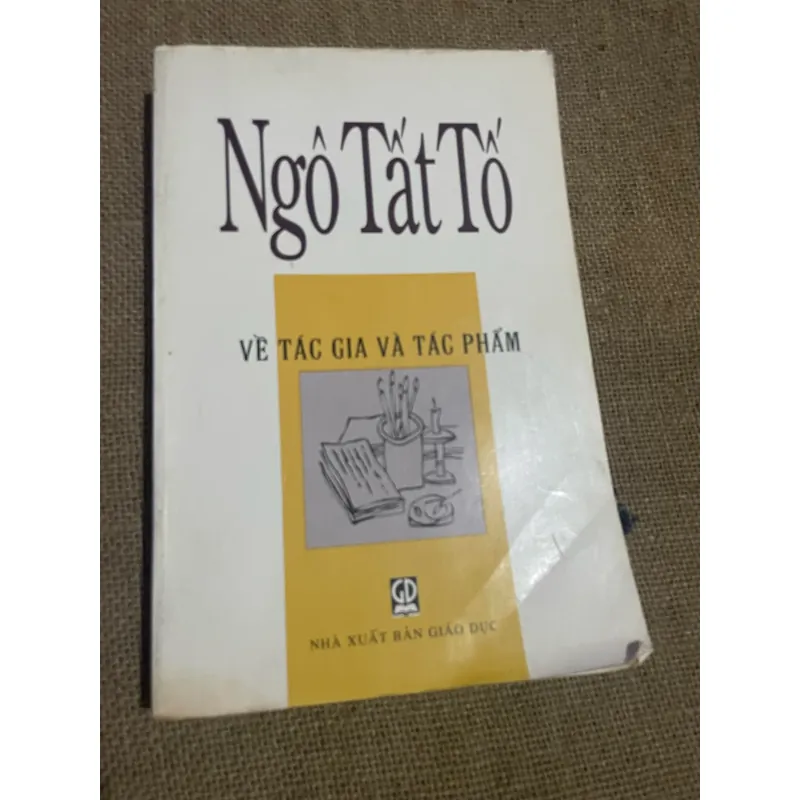 Ngô Tất Tố
VỀ TÁC GIA VÀ TÁC PHẨM
GD
NHÀ XUẤT BẢN GIÁO DỤC